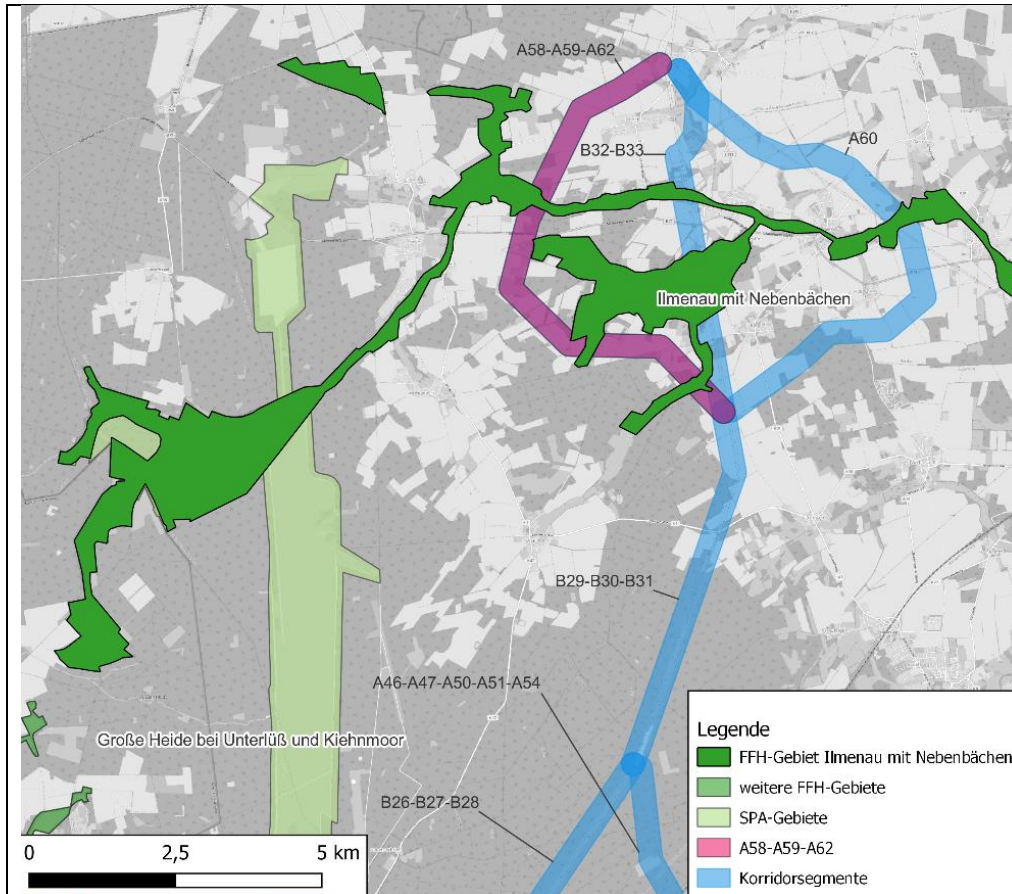 A58-A59-A62
B32-B33
A60
Ilmenau mit Nebenbächen
B29-B30-B31
A46-A47-A50-A51-A54
Große Heide bei Unterlüß und Kiehnmoor
B26-B27-B28
0 2,5 5 km
Legende
FFH-Gebiet Ilmenau mit Nebenbächen
weitere FFH-Gebiete
SPA-Gebiete
A58-A59-A62
Korridorsegmente